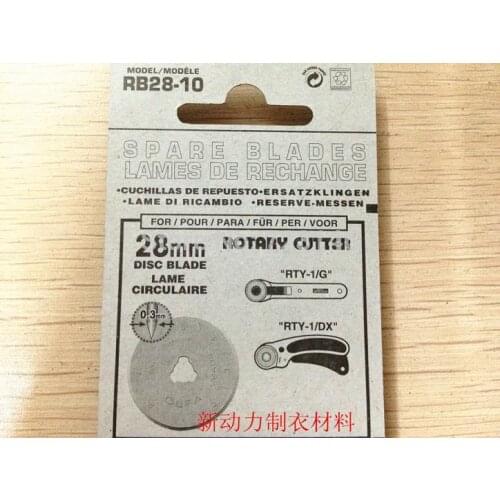 MODEL/MODÈLE
RB28-10
SPARE BLADES
LAMES DE RECHANGE
•CUCHILLAS DE REPUESTO•ERSATZKLINGEN
•LAME DI RICAMBIO •RESERVE-MESSEN
FOR / POUR / PARA / FÜR / PER / VOOR
28mm ROTARY CUTTER
DISC BLADE
LAME
CIRCULAIRE
"RTY-1/G"
0.3mm
"RTY-1/DX"
OLFA
新动力制衣材料